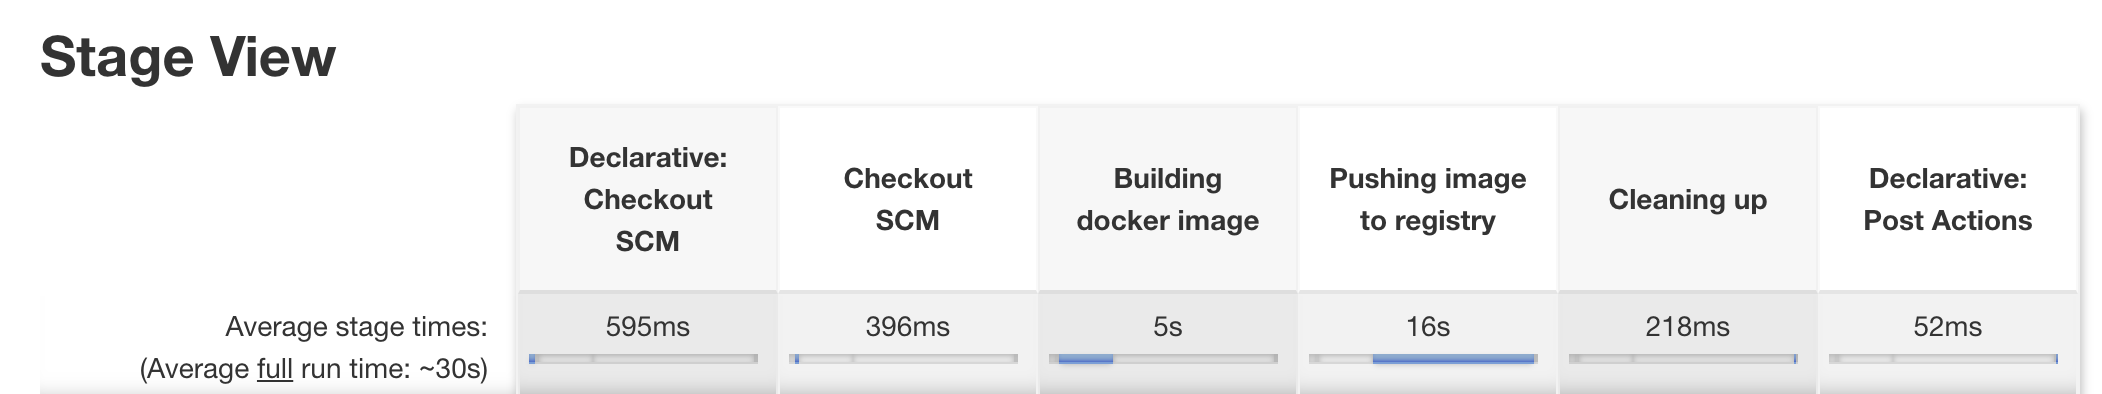 Stage View
Declarative:
Checkout
SCM
Checkout
SCM
Building
docker image
Pushing image
to registry
Cleaning up
Declarative:
Post Actions
Average stage times:
(Average full run time: ~30s)
595ms
396ms
5s
16s
218ms
52ms